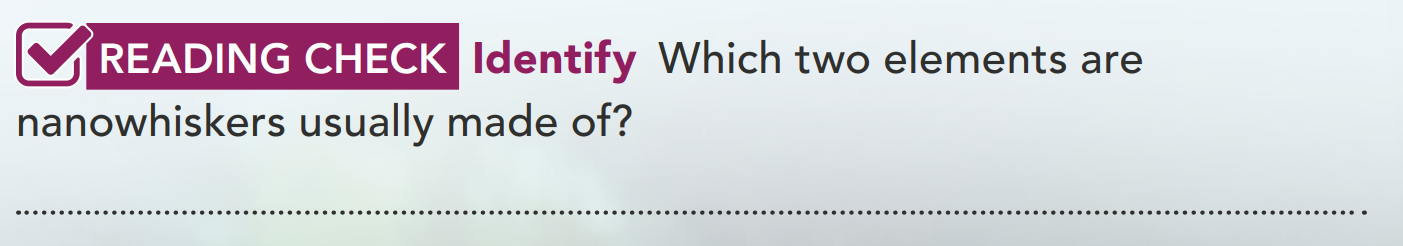 READING CHECK Identify Which two elements are
nanowhiskers usually made of?